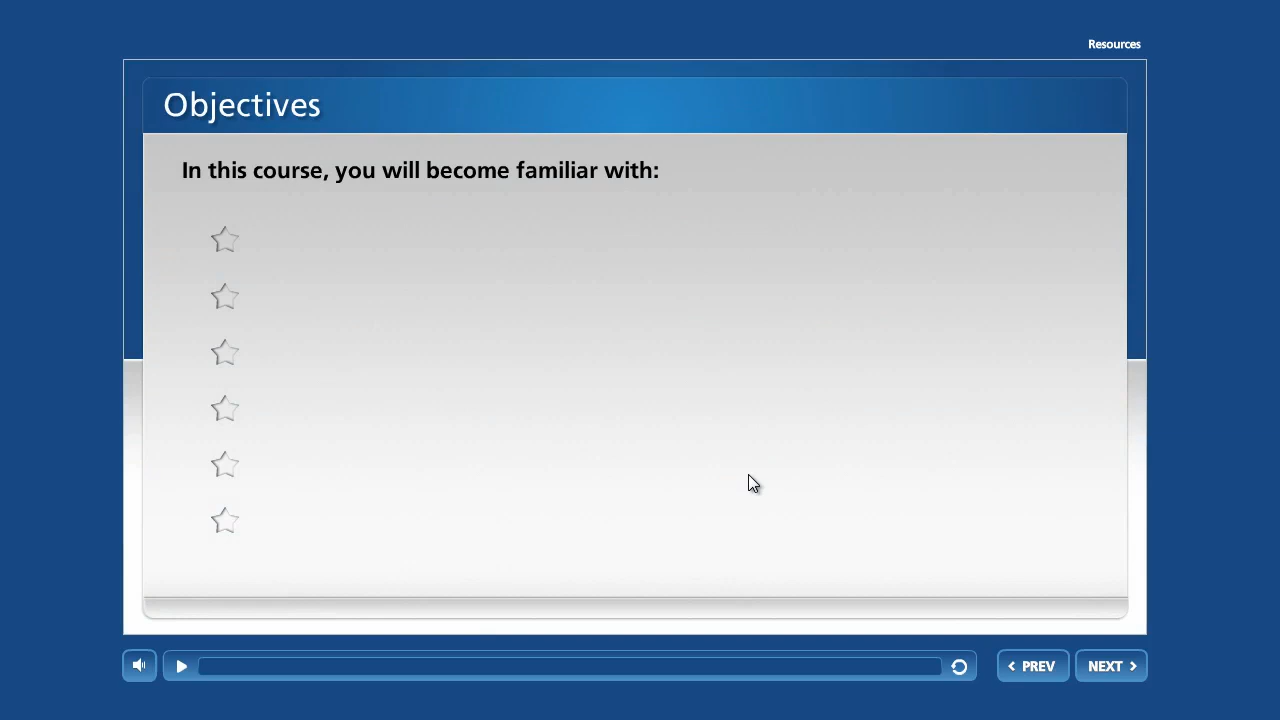 Resources
Objectives
In this course, you will become familiar with:
PREV
NEXT